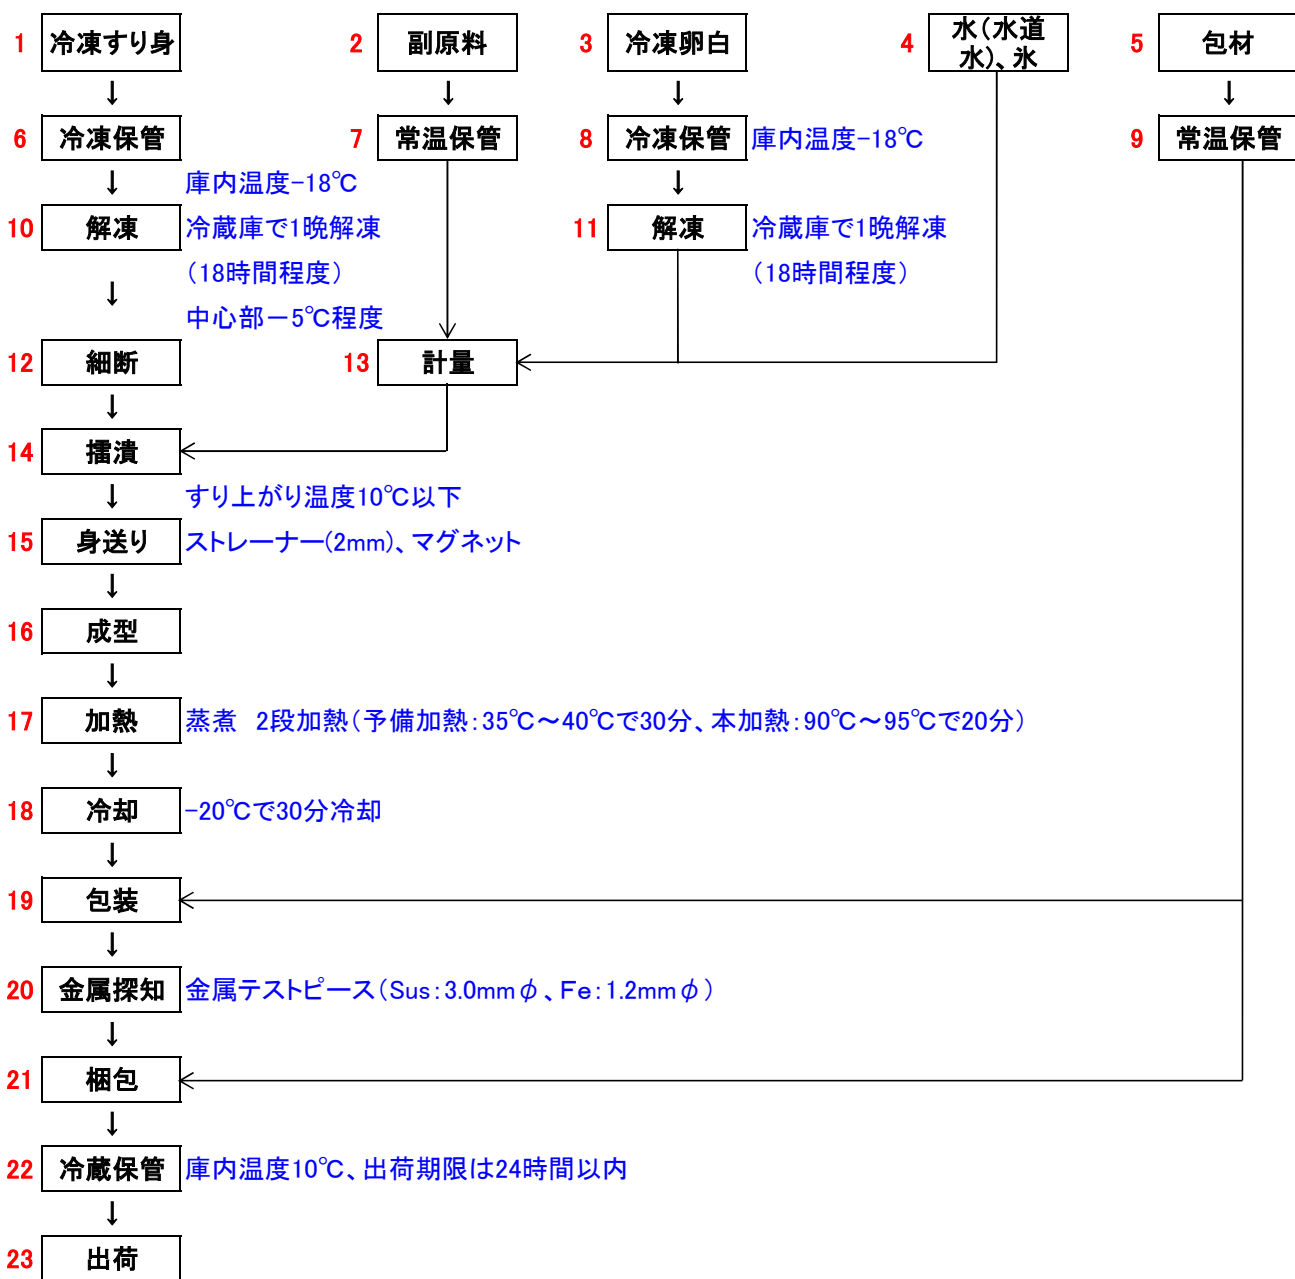 1 冷凍すり身 2 副原料 3 冷凍卵白 4 水（水道
水）、氷 5 包材
↓ ↓ ↓ ↓
6 冷凍保管 7 常温保管 8 冷凍保管 庫内温度-18℃ 9 常温保管
↓ 庫内温度-18℃ ↓
10 解凍 冷蔵庫で1晩解凍 11 解凍 冷蔵庫で1晩解凍
（18時間程度） （18時間程度）
↓
中心部－5℃程度
12 細断 13 計量
↓
14 擂潰
↓ すり上がり温度10℃以下
15 身送り ストレーナー(2mm)、マグネット
↓
16 成型
↓
17 加熱 蒸煮　2段加熱（予備加熱：35℃～40℃で30分、本加熱：90℃～95℃で20分）
↓
18 冷却 -20℃で30分冷却
↓
19 包装
↓
20 金属探知 金属テストピース（Sus：3.0mmφ、Fe：1.2mmφ）
↓
21 梱包
↓
22 冷蔵保管 庫内温度10℃、出荷期限は24時間以内
↓
23 出荷